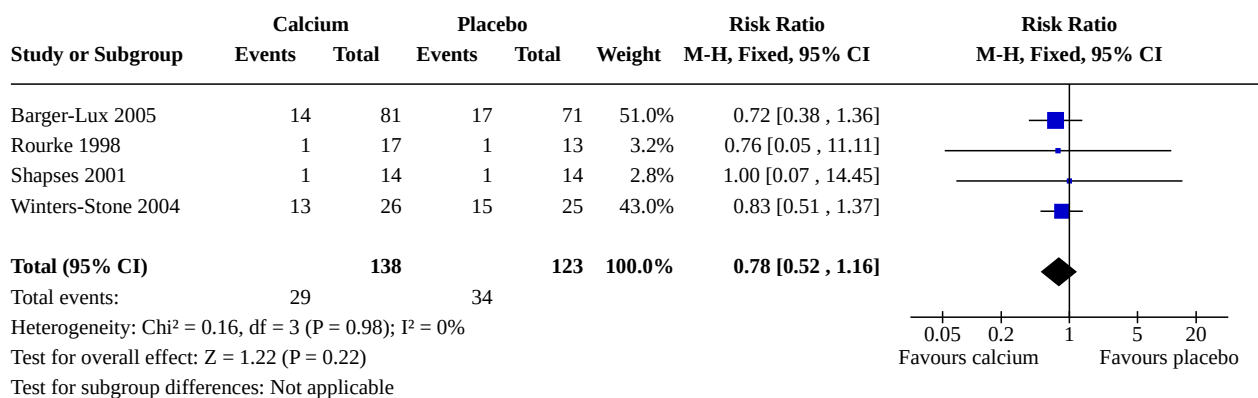 Calcium Placebo Risk Ratio Risk Ratio
Study or Subgroup Events Total Events Total Weight M-H, Fixed, 95% CI M-H, Fixed, 95% CI
Barger-Lux 2005 14 81 17 71 51.0% 0.72 [0.38 , 1.36]
Rourke 1998 1 17 1 13 3.2% 0.76 [0.05 , 11.11]
Shapses 2001 1 14 1 14 2.8% 1.00 [0.07 , 14.45]
Winters-Stone 2004 13 26 15 25 43.0% 0.83 [0.51 , 1.37]
Total (95% CI) 138 123 100.0% 0.78 [0.52 , 1.16]
Total events: 29 34
Heterogeneity: Chi² = 0.16, df = 3 (P = 0.98); I² = 0%
Test for overall effect: Z = 1.22 (P = 0.22)
Test for subgroup differences: Not applicable
0.05 0.2 1 5 20
Favours calcium Favours placebo